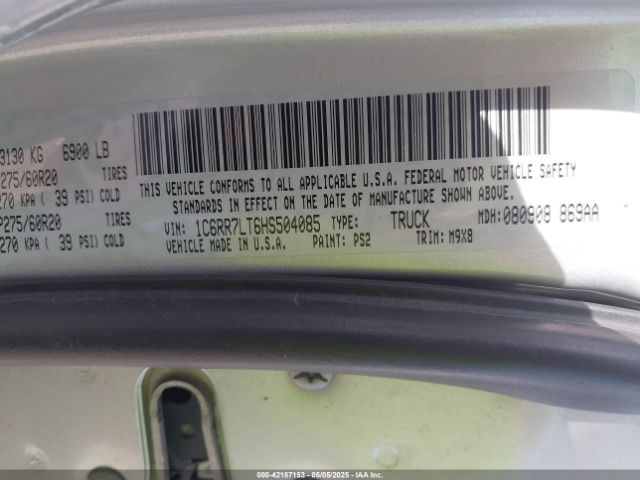 3130 KG 6900 LB
275/60R20 TIRES
270 KPA ( 39 PSI) COLD
P275/60R20 TIRES
270 KPA ( 39 PSI) COLD
THIS VEHICLE CONFORMS TO ALL APPLICABLE U.S.A. FEDERAL MOTOR VEHICLE SAFETY
STANDARDS IN EFFECT ON THE DATE OF MANUFACTURE SHOWN ABOVE.
VIN: 1C6RR7LT6HS504085 TYPE: TRUCK MDH: 080908 869AA
VEHICLE MADE IN U.S.A. PAINT: PS2 TRIM: M9X8
000-42187153 - 05/05/2025 - IAA, Inc.